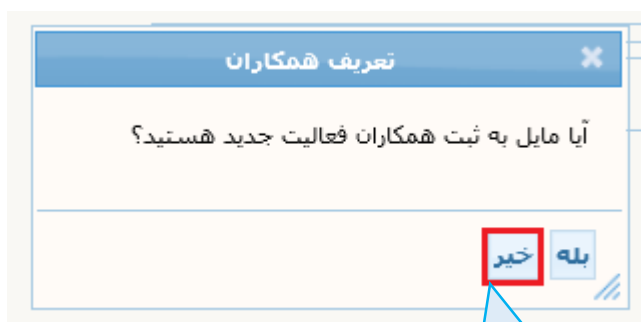 تعریف همکاران
آیا مایل به ثبت همکاران فعالیت جدید هستید؟
بله خیر